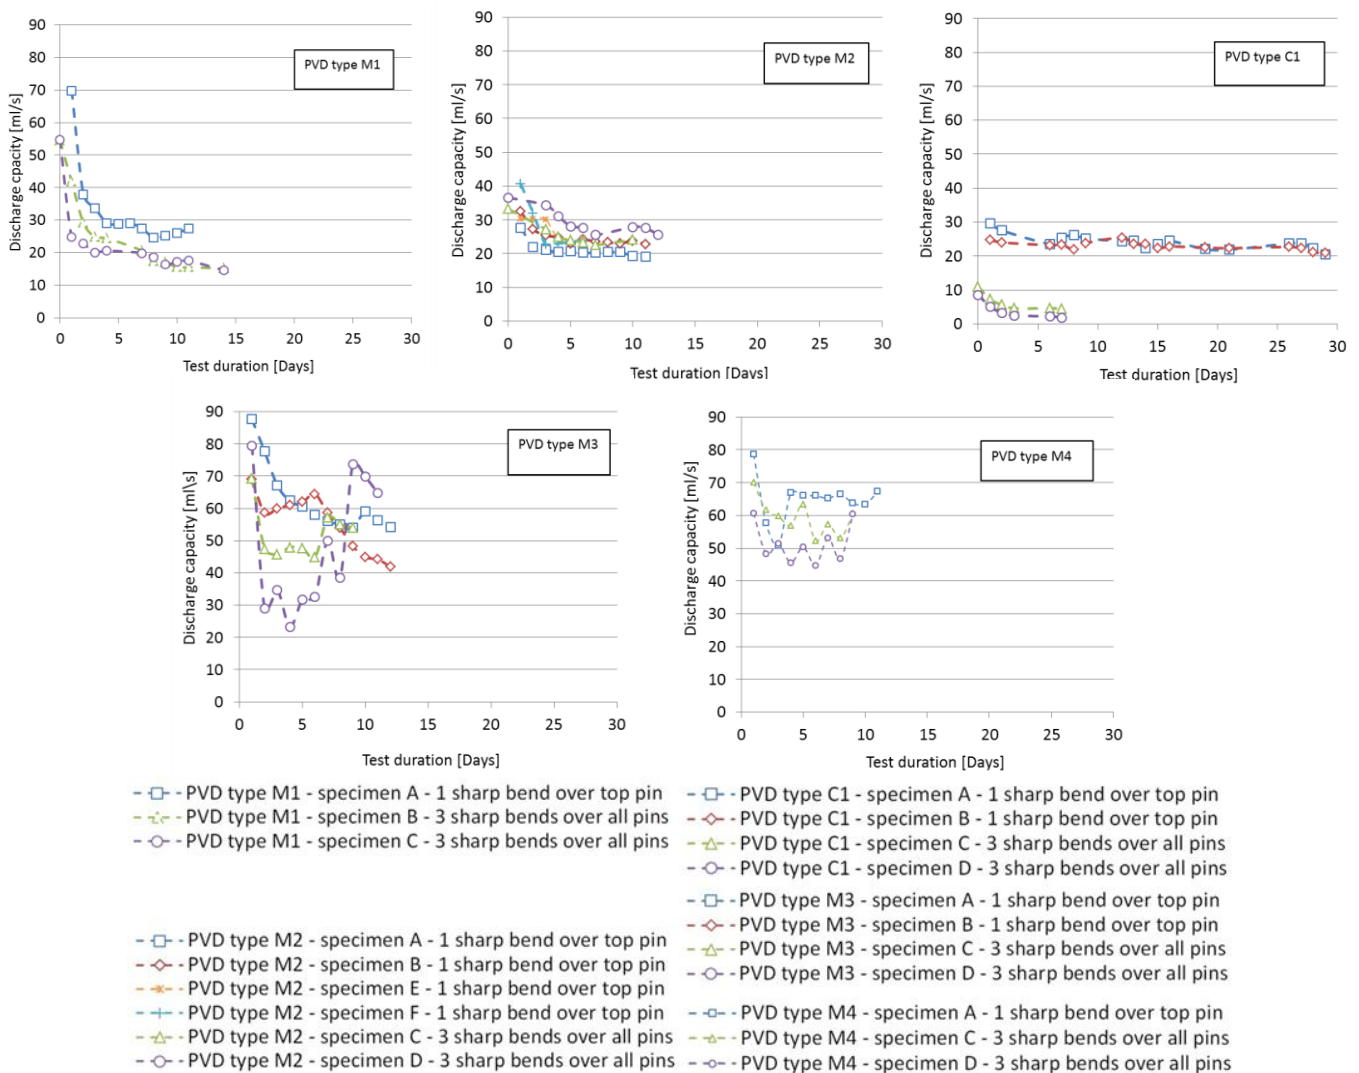 PVD type M1
Discharge cpacity [ml/s]
90
80
70
60
50
40
30
20
10
0
0 5 10 15 20 25 30
Test duration [Days]
PVD type M2
Discharge capacity [ml/s]
90
80
70
60
50
40
30
20
10
0
0 5 10 15 20 25 30
Test duration [Days]
PVD type C1
Discharge capacity [ml/s]
90
80
70
60
50
40
30
20
10
0
0 5 10 15 20 25 30
Test duration [Days]
PVD type M3
Discharge capacity [ml\s]
90
80
70
60
50
40
30
20
10
0
0 5 10 15 20 25 30
Test duration [Days]
PVD type M4
Discharge capacity [ml/s]
90
80
70
60
50
40
30
20
10
0
0 5 10 15 20 25 30
Test duration [Days]
PVD type M1 - specimen A - 1 sharp bend over top pin
PVD type M1 - specimen B - 3 sharp bends over all pins
PVD type M1 - specimen C - 3 sharp bends over all pins
PVD type M2 - specimen A - 1 sharp bend over top pin
PVD type M2 - specimen B - 1 sharp bend over top pin
PVD type M2 - specimen E - 1 sharp bend over top pin
PVD type M2 - specimen F - 1 sharp bend over top pin
PVD type M2 - specimen C - 3 sharp bends over all pins
PVD type M2 - specimen D - 3 sharp bends over all pins
PVD type C1 - specimen A - 1 sharp bend over top pin
PVD type C1 - specimen B - 1 sharp bend over top pin
PVD type C1 - specimen C - 3 sharp bends over all pins
PVD type C1 - specimen D - 3 sharp bends over all pins
PVD type M3 - specimen A - 1 sharp bend over top pin
PVD type M3 - specimen B - 1 sharp bend over top pin
PVD type M3 - specimen C - 3 sharp bends over all pins
PVD type M3 - specimen D - 3 sharp bends over all pins
PVD type M4 - specimen A - 1 sharp bend over top pin
PVD type M4 - specimen C - 3 sharp bends over all pins
PVD type M4 - specimen D - 3 sharp bends over all pins